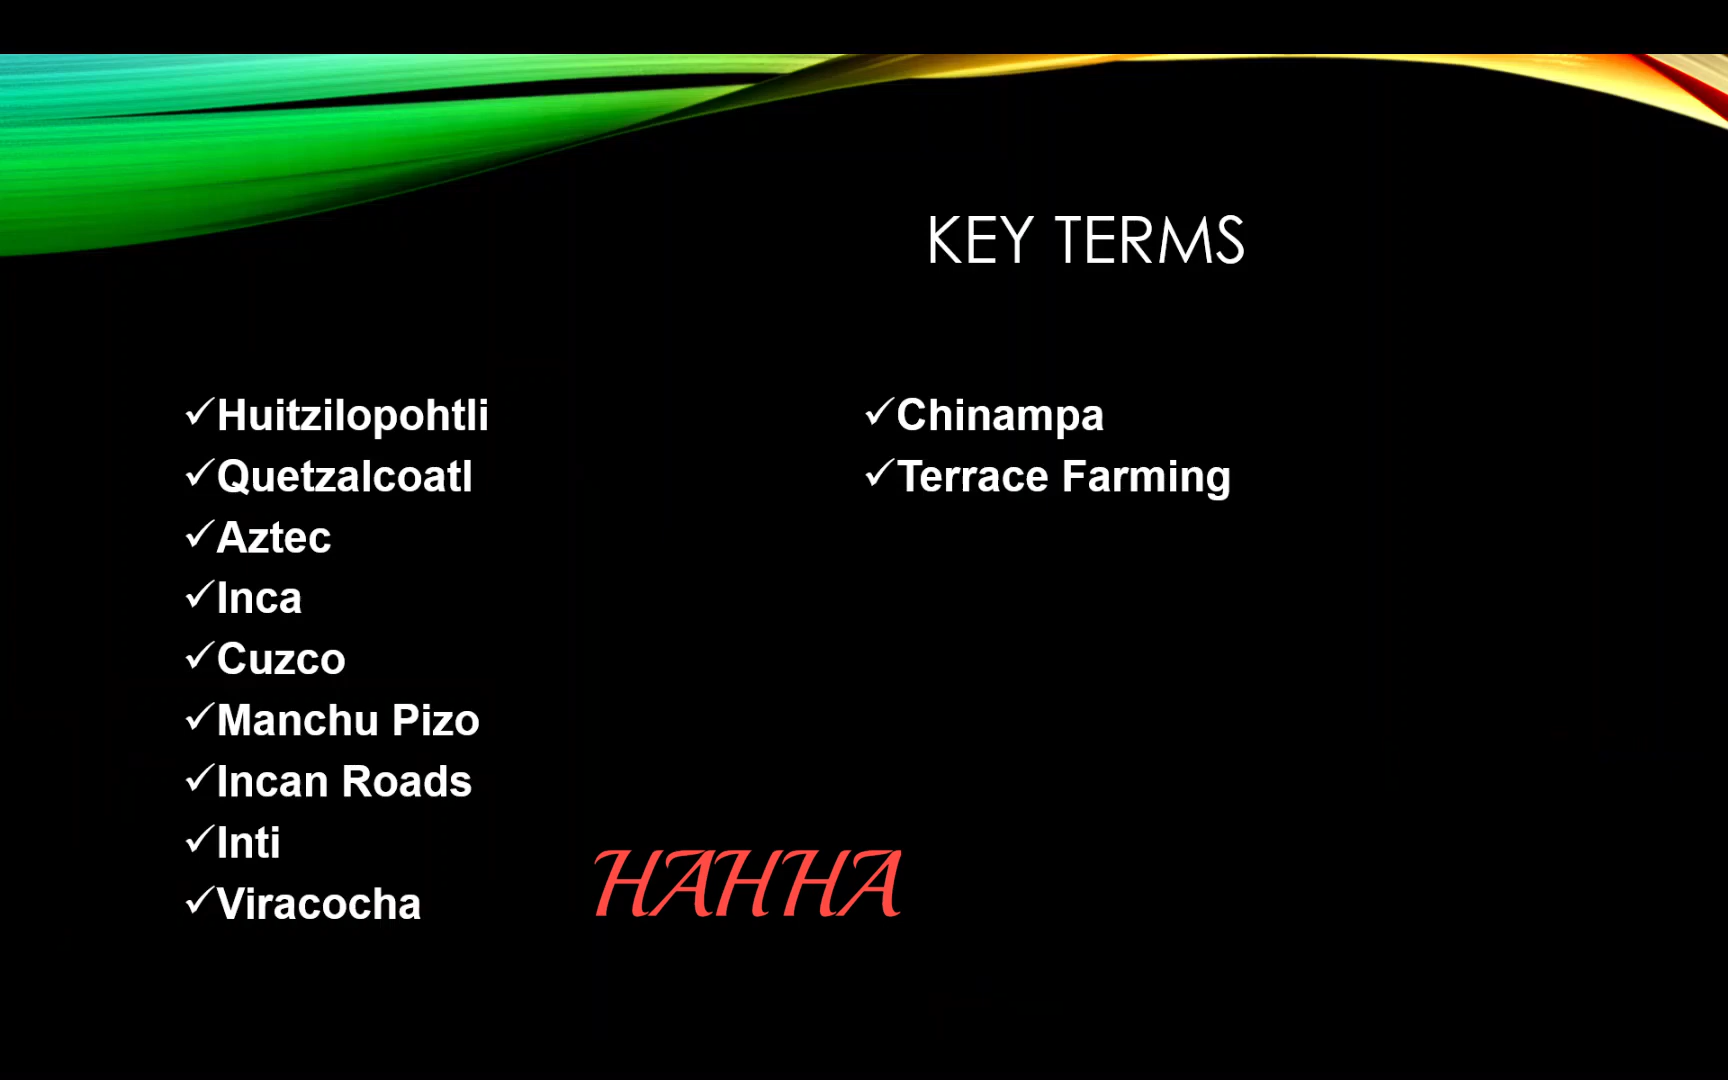 KEY TERMS
✓Huitzilopohtli
✓Quetzalcoatl
✓Aztec
✓Inca
✓Cuzco
✓Manchu Pizo
✓Incan Roads
✓Inti
✓Viracocha
✓Chinampa
✓Terrace Farming
HAHHA